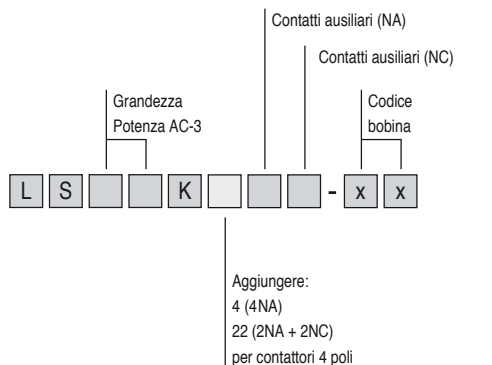 Contatti ausiliari (NA)
Contatti ausiliari (NC)
Grandezza
Potenza AC-3
Codice
bobina
L S K - x x
Aggiungere:
4 (4NA)
22 (2NA + 2NC)
per contattori 4 poli